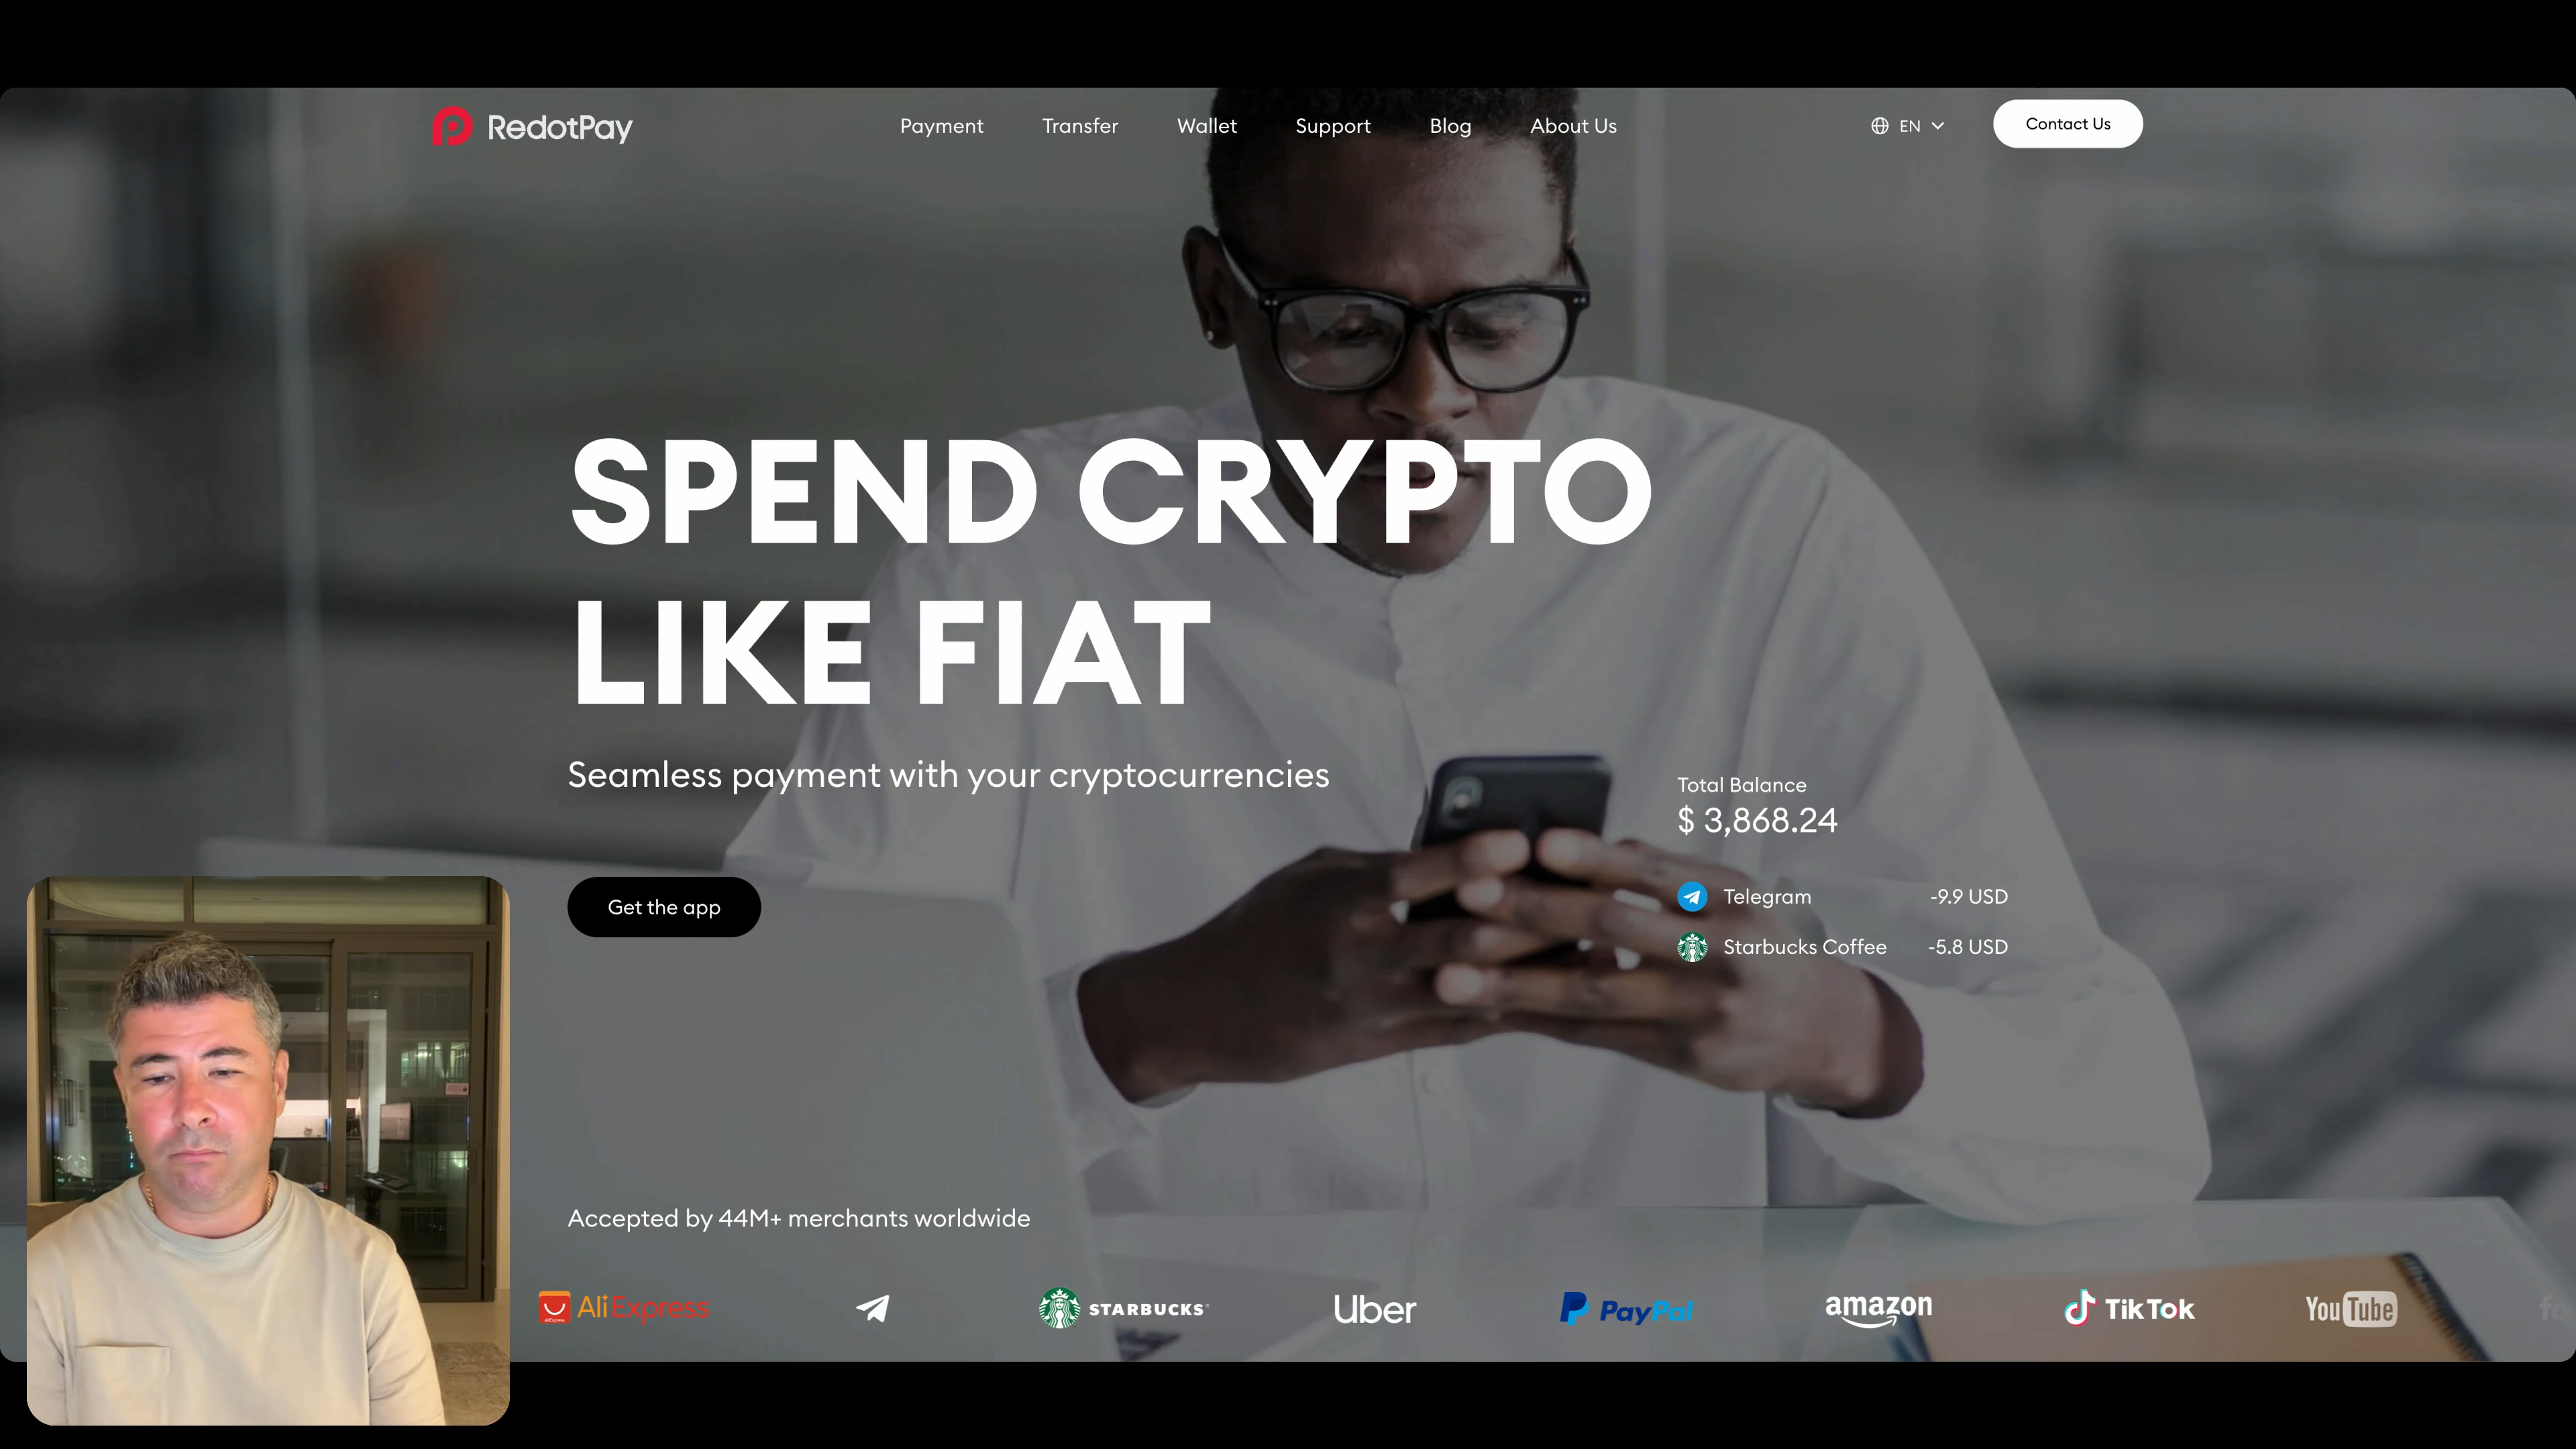 RedotPay
Payment Transfer Wallet Support Blog About Us
EN
Contact Us
SPEND CRYPTO
LIKE FIAT
Seamless payment with your cryptocurrencies
Total Balance
$ 3,868.24
Telegram -9.9 USD
Starbucks Coffee -5.8 USD
Get the app
Accepted by 44M+ merchants worldwide
AliExpress STARBUCKS Uber PayPal amazon TikTok YouTube